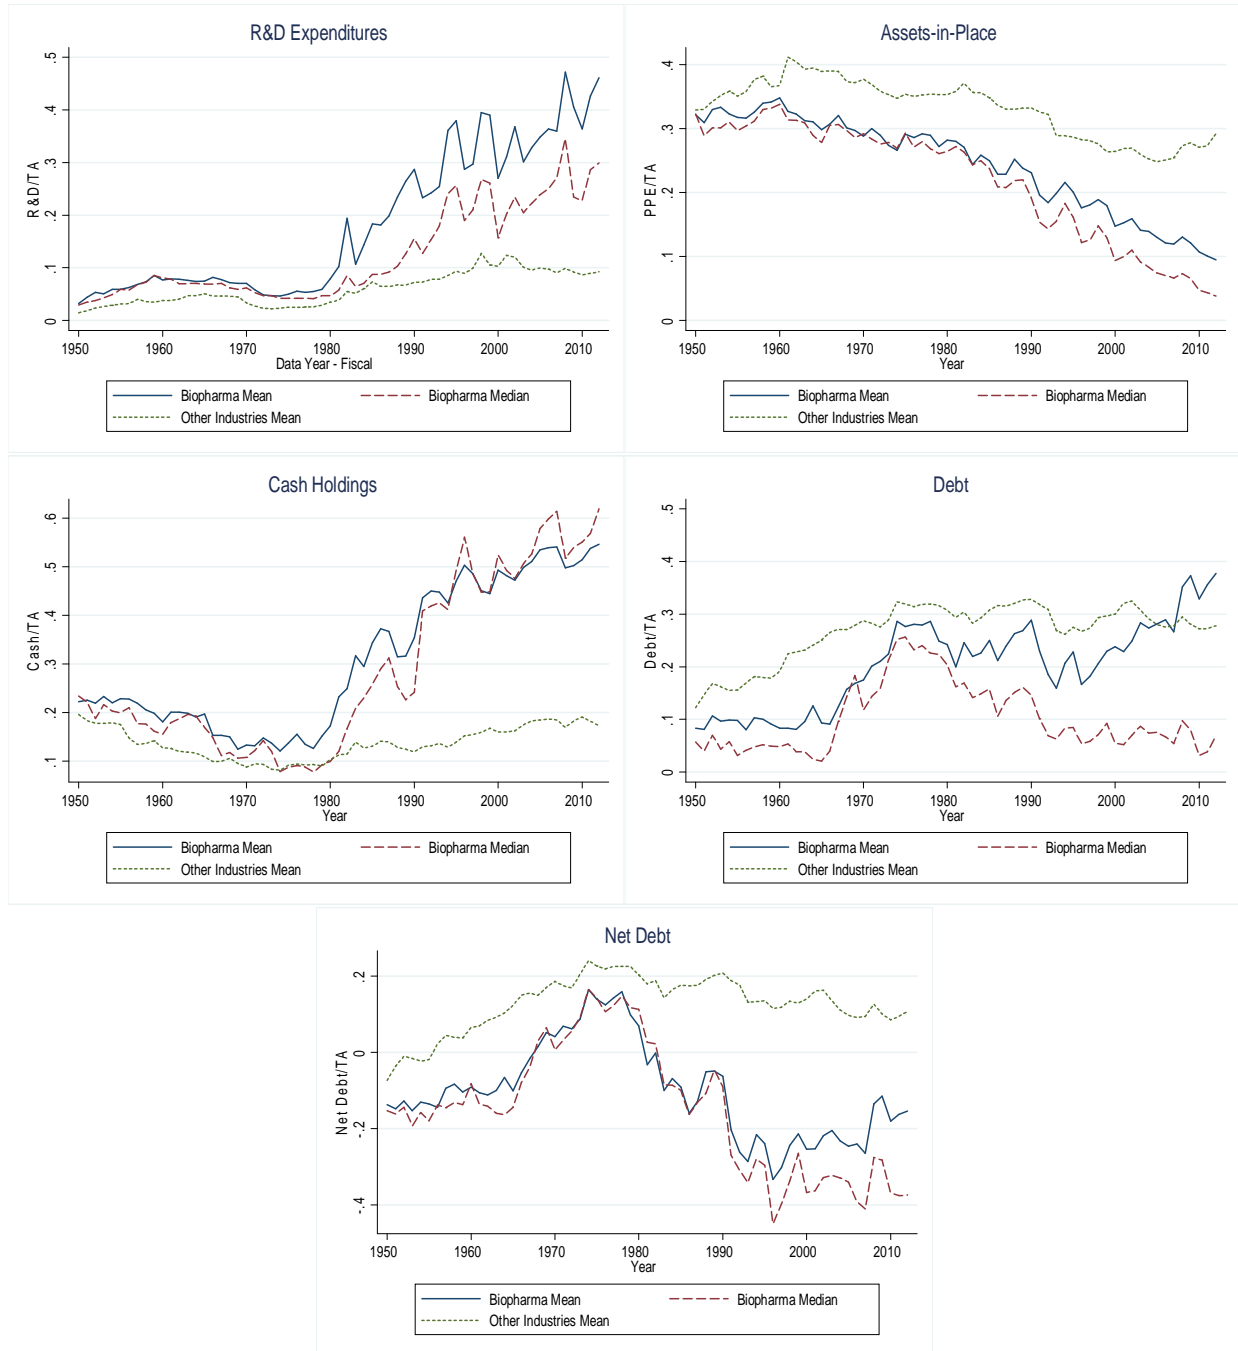 R&D Expenditures
R&D/TA
.5
.4
.3
.2
.1
0
1950 1960 1970 1980 1990 2000 2010
Data Year - Fiscal
Biopharma Mean Biopharma Median
Other Industries Mean
Assets-in-Place
PPE/TA
.4
.3
.2
.1
0
1950 1960 1970 1980 1990 2000 2010
Year
Biopharma Mean Biopharma Median
Other Industries Mean
Cash Holdings
Cash/TA
.6
.5
.4
.3
.2
.1
1950 1960 1970 1980 1990 2000 2010
Year
Biopharma Mean Biopharma Median
Other Industries Mean
Debt
Debt/TA
.5
.4
.3
.2
.1
0
1950 1960 1970 1980 1990 2000 2010
Year
Biopharma Mean Biopharma Median
Other Industries Mean
Net Debt
Net Debt/TA
.2
0
-.2
-.4
1950 1960 1970 1980 1990 2000 2010
Year
Biopharma Mean Biopharma Median
Other Industries Mean